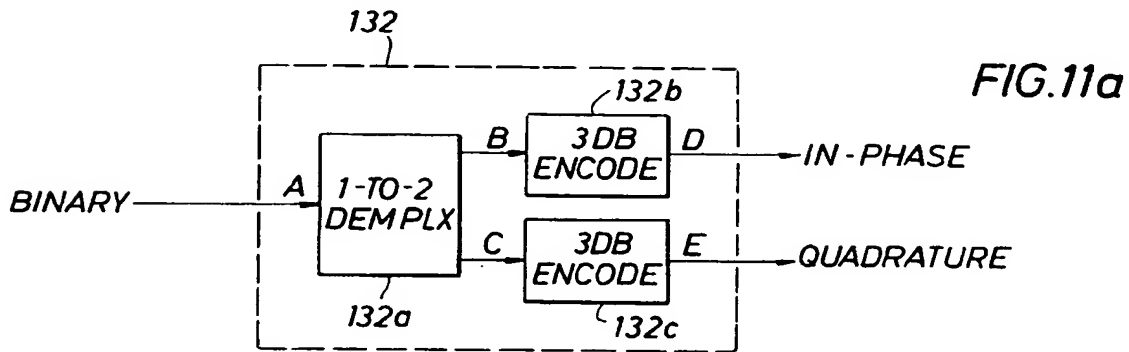 132
FIG.11a
132b
B
3DB
ENCODE
D
IN-PHASE
A
1-TO-2
DEMPLX
BINARY
C
3DB
ENCODE
E
QUADRATURE
132a
132c